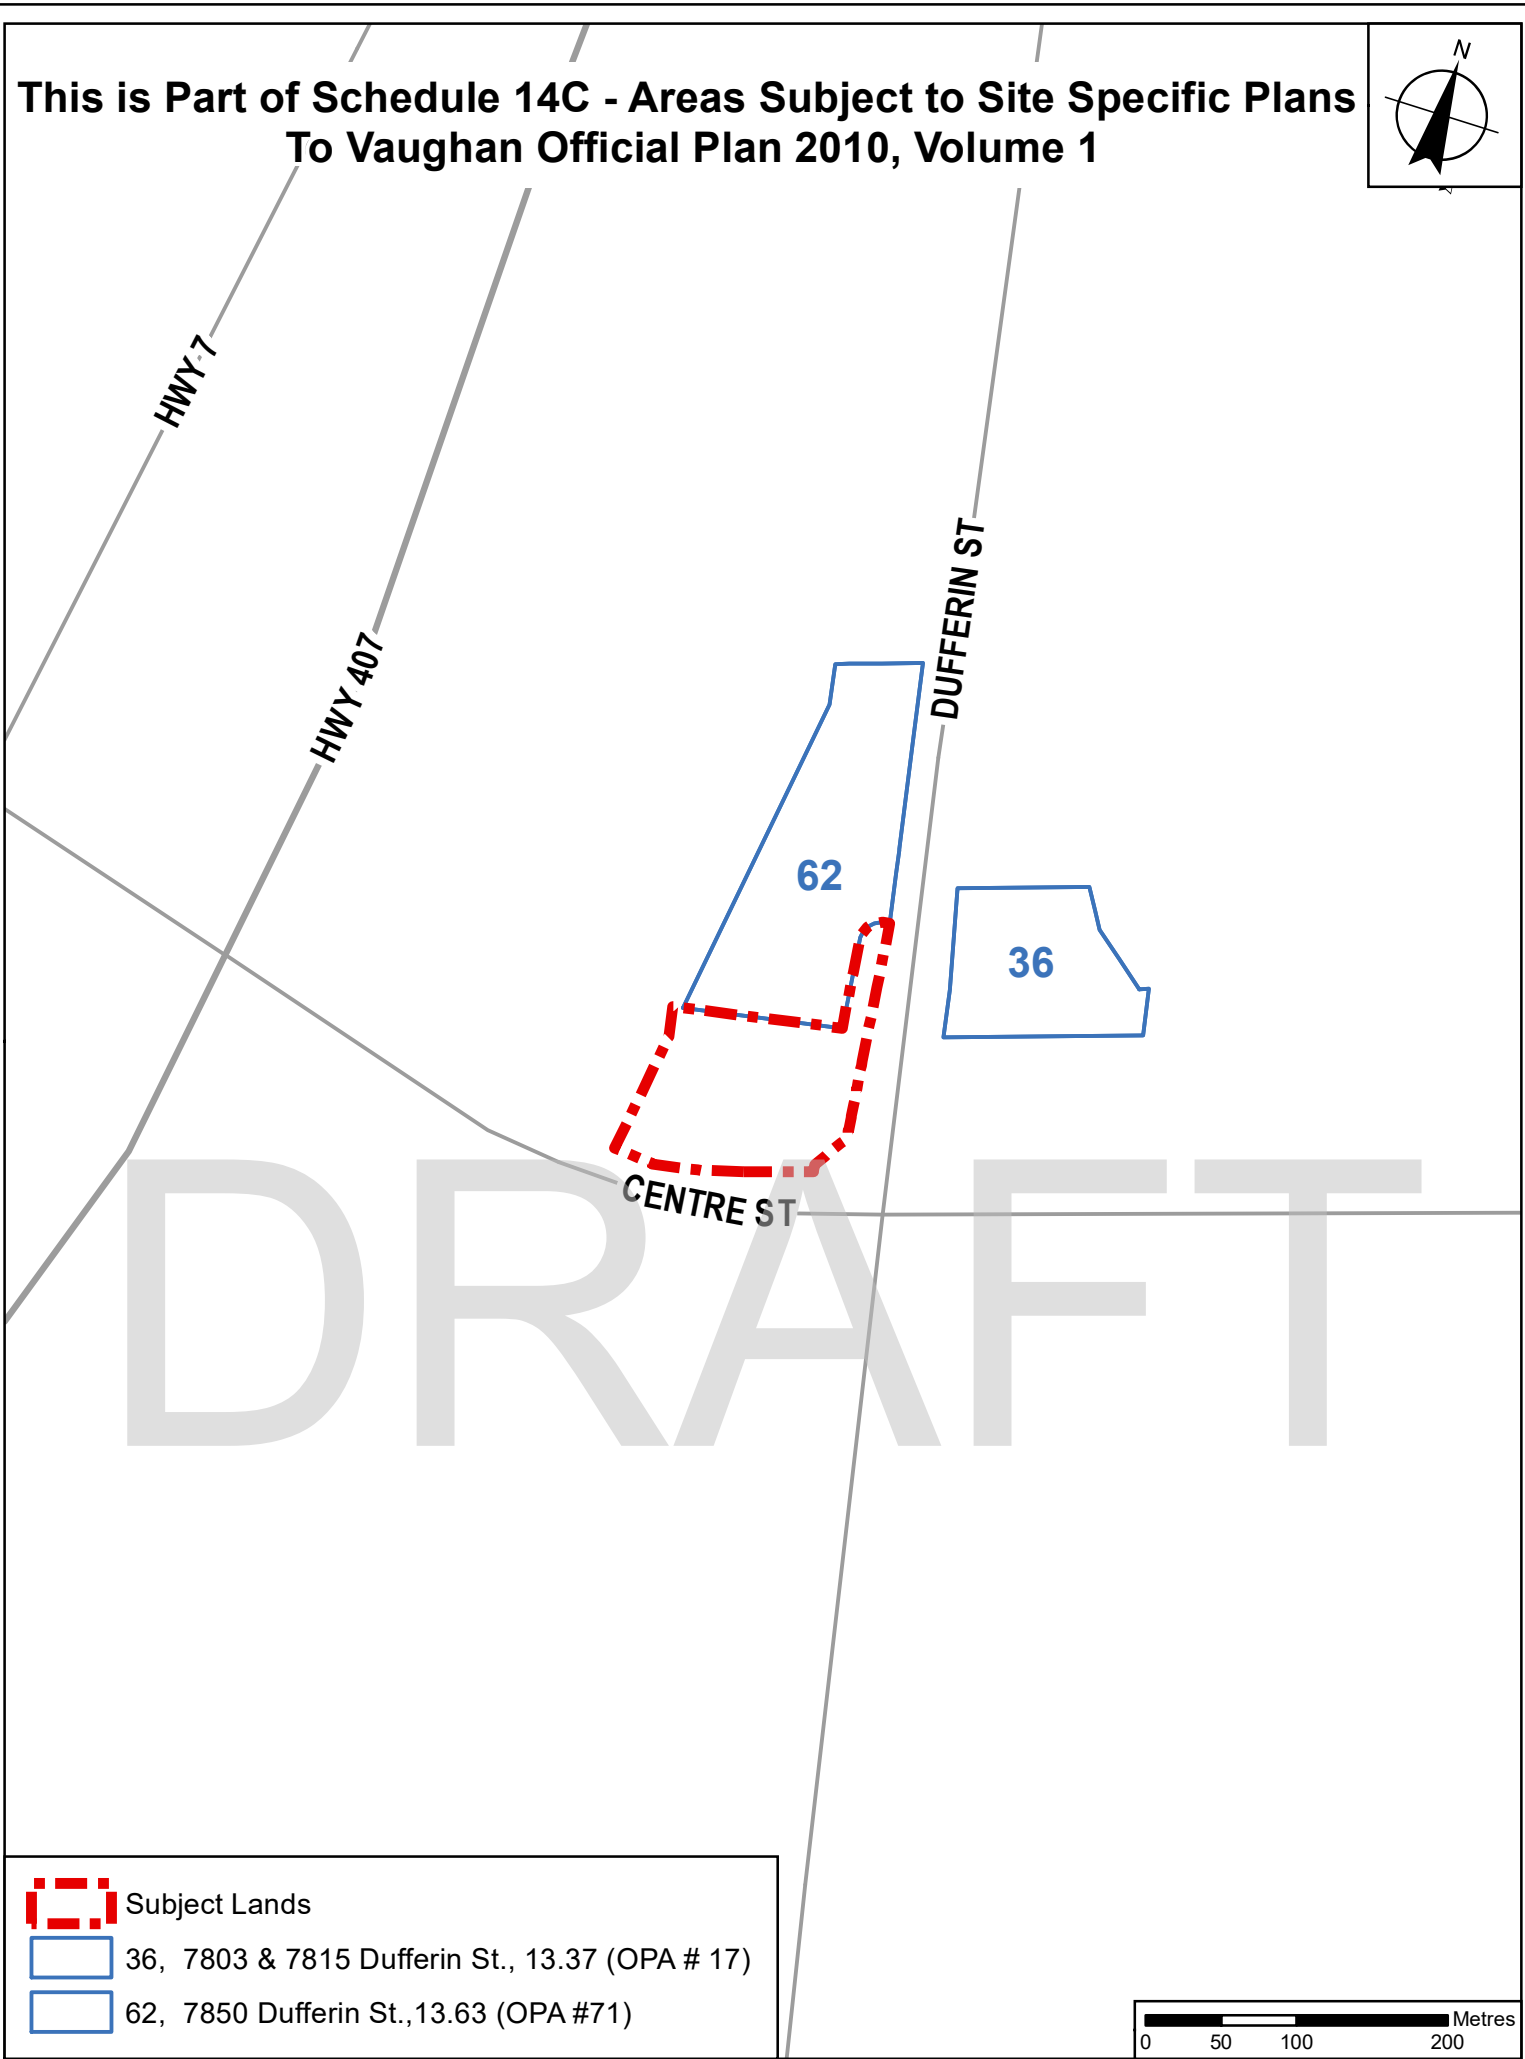 This is Part of Schedule 14C - Areas Subject to Site Specific Plans
To Vaughan Official Plan 2010, Volume 1
N
HWY 7
HWY 407
DUFFERIN ST
62
36
CENTRE ST
DRAFT
Subject Lands
36, 7803 & 7815 Dufferin St., 13.37 (OPA # 17)
62, 7850 Dufferin St.,13.63 (OPA #71)
Metres
0 50 100 200